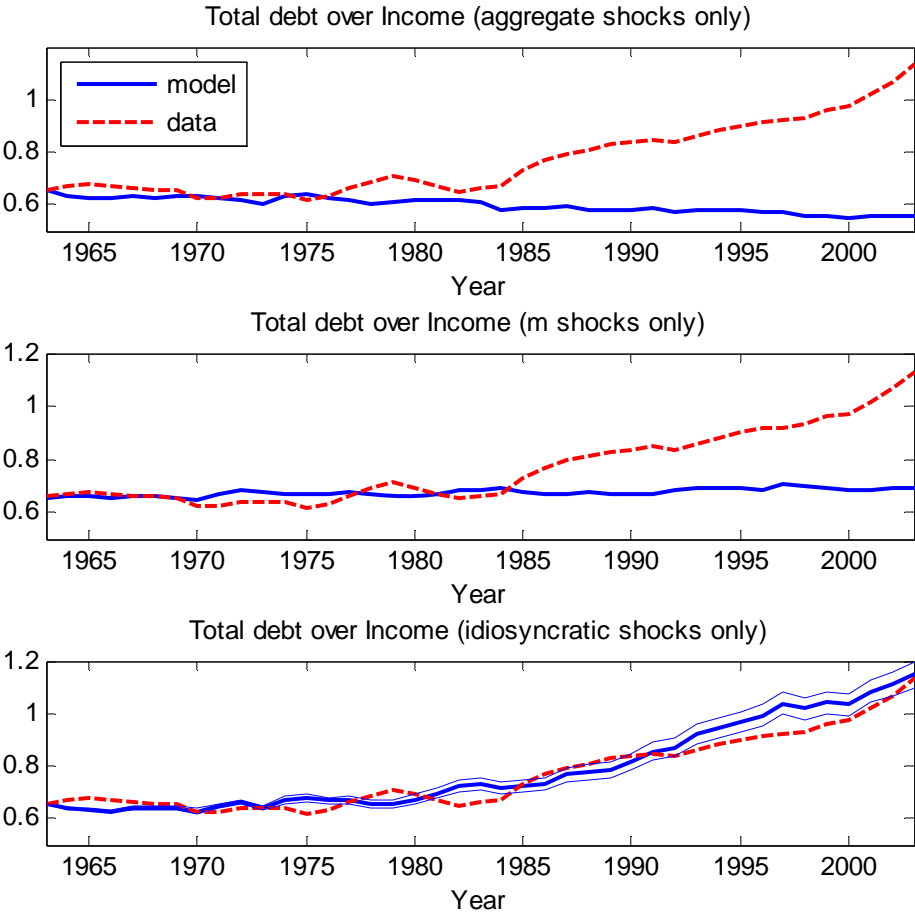 Total debt over Income (aggregate shocks only)
model
data
1
0.8
0.6
1965 1970 1975 1980 1985 1990 1995 2000
Year
Total debt over Income (m shocks only)
1.2
1
0.8
0.6
1965 1970 1975 1980 1985 1990 1995 2000
Year
Total debt over Income (idiosyncratic shocks only)
1.2
1
0.8
0.6
1965 1970 1975 1980 1985 1990 1995 2000
Year